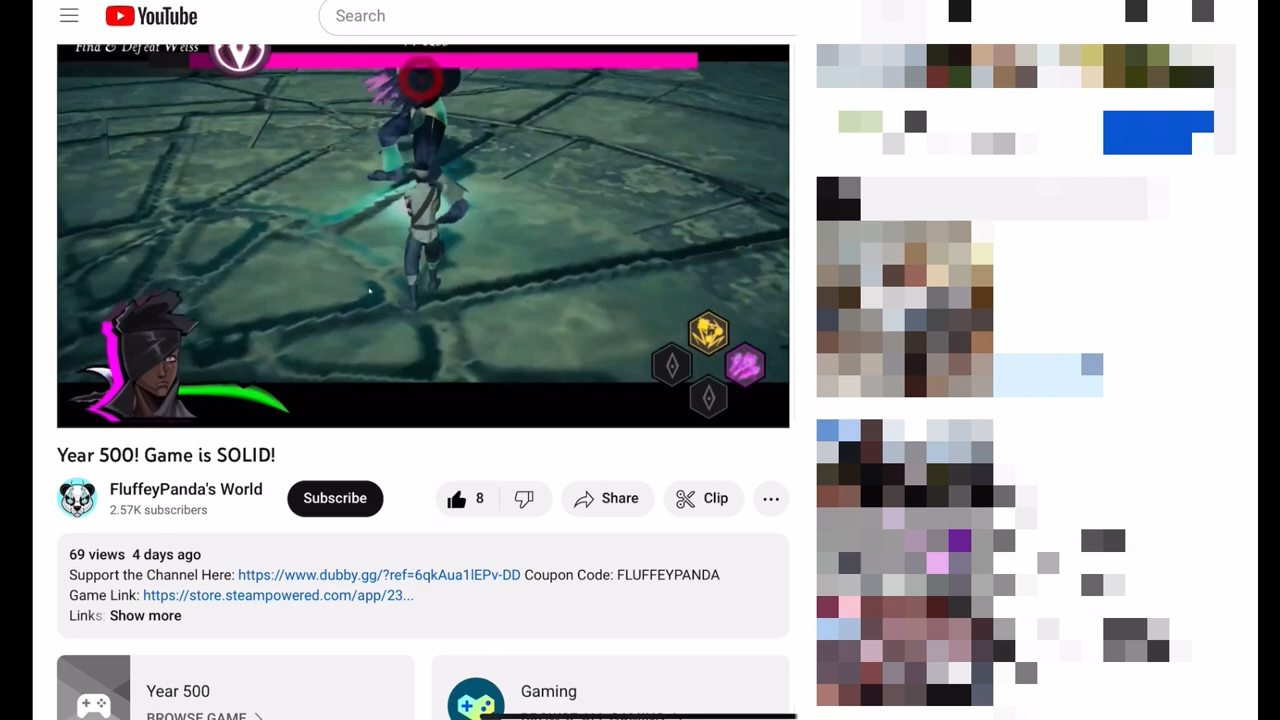 YouTube
Search
Find & Defeat Weiss
Year 500! Game is SOLID!
FluffeyPanda's World
2.57K subscribers
Subscribe
8
Share
Clip
69 views 4 days ago
Support the Channel Here: https://www.dubby.gg/?ref=6qkAua1lEPv-DD Coupon Code: FLUFFEYPANDA
Game Link: https://store.steampowered.com/app/23...
Links: Show more
Year 500
BROWSE GAME
Gaming